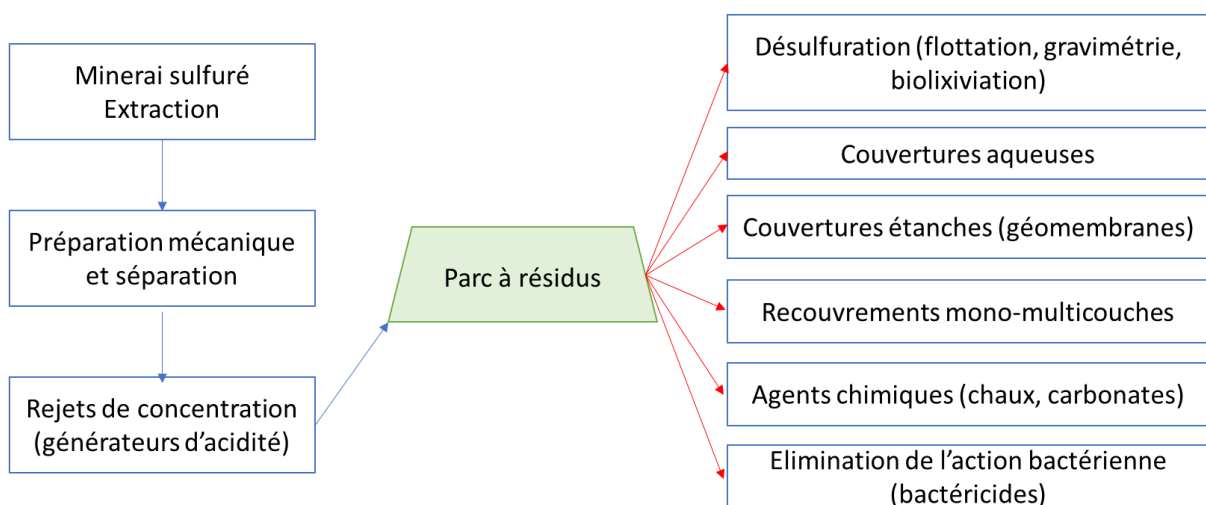 Minerai sulfuré
Extraction
Préparation mécanique
et séparation
Rejets de concentration
(générateurs d'acidité)
Parc à résidus
Désulfuration (flottation, gravimétrie,
biolixiviation)
Couvertures aqueuses
Couvertures étanches (géomembranes)
Recouvrements mono-multicouches
Agents chimiques (chaux, carbonates)
Elimination de l'action bactérienne
(bactéricides)